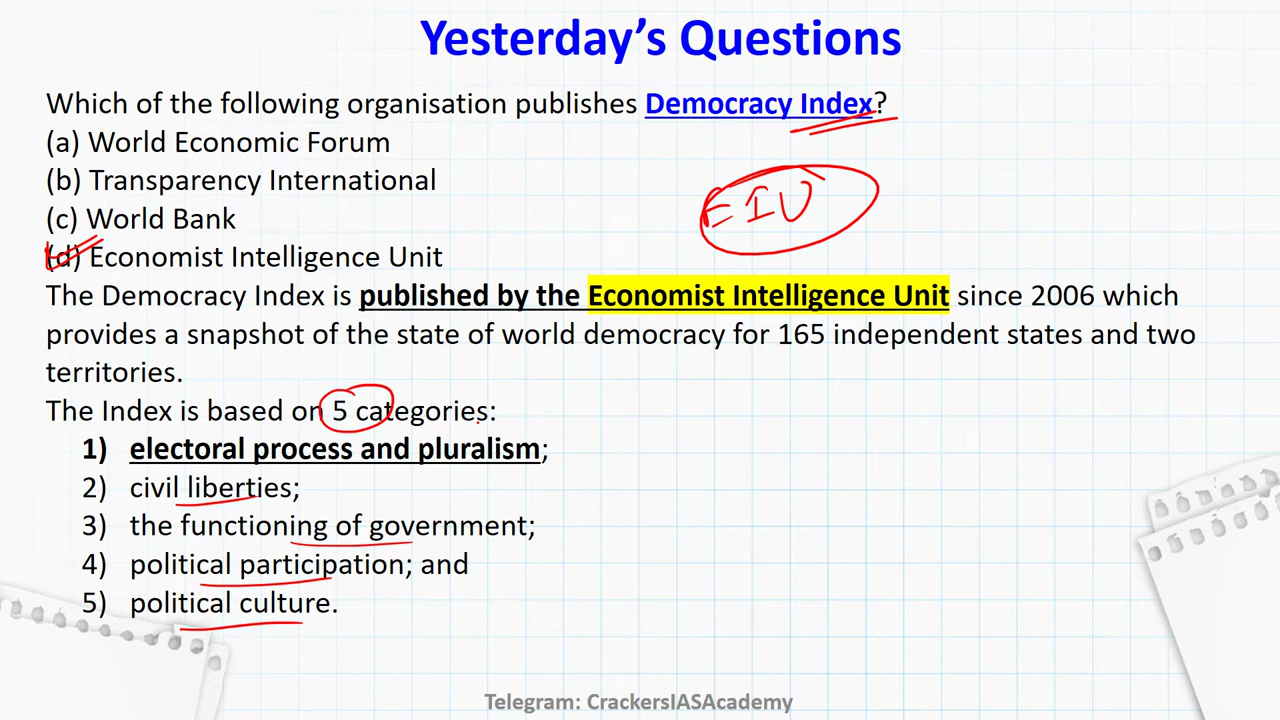 Yesterday's Questions
Which of the following organisation publishes Democracy Index?
(a) World Economic Forum
(b) Transparency International
(c) World Bank
EIU
(d) Economist Intelligence Unit
The Democracy Index is published by the Economist Intelligence Unit since 2006 which
provides a snapshot of the state of world democracy for 165 independent states and two
territories.
The Index is based on 5 categories:
1) electoral process and pluralism;
2) civil liberties;
3) the functioning of government;
4) political participation; and
5) political culture.
Telegram: CrackersIASAcademy